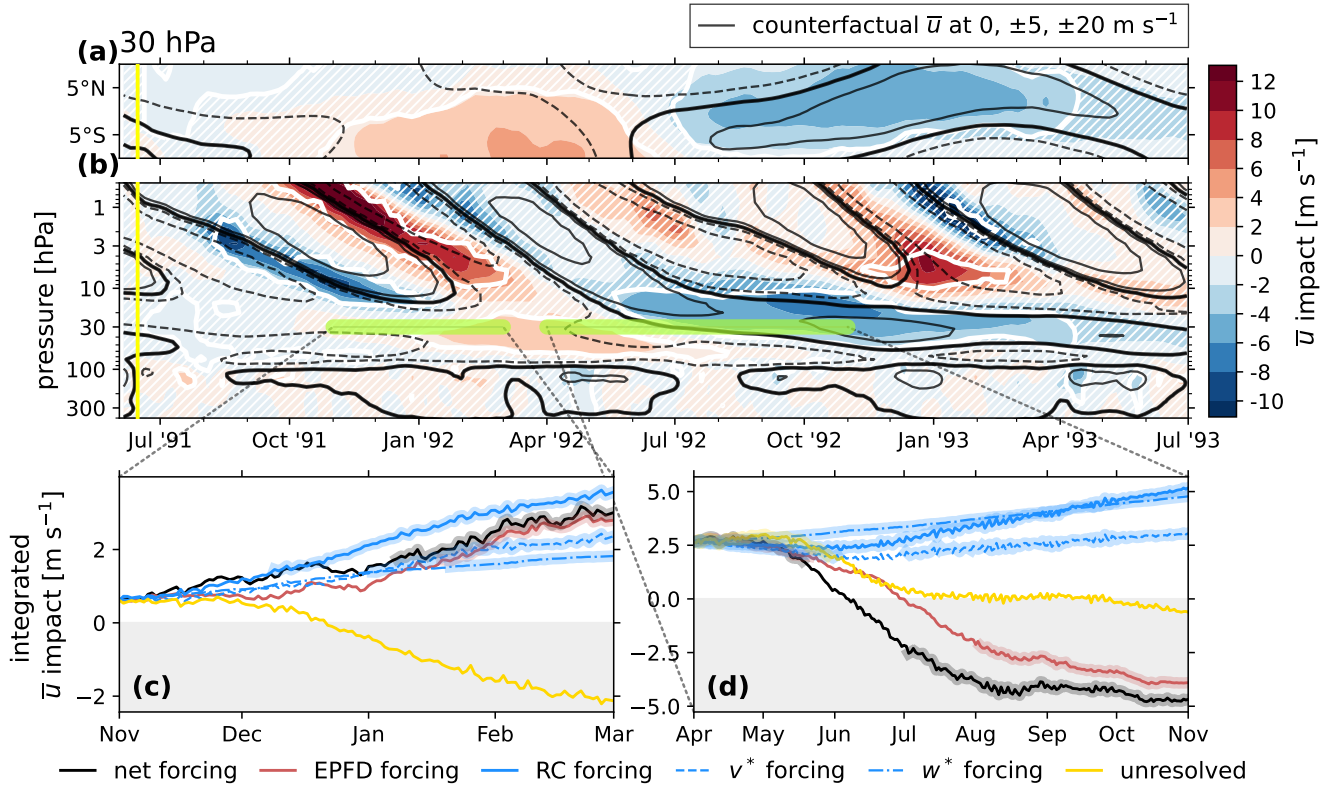 counterfactual u̅ at 0, ±5, ±20 m s⁻¹
(a) 30 hPa
5°N
5°S
(b)
1
3
10
30
100
300
pressure [hPa]
Jul '91 Oct '91 Jan '92 Apr '92 Jul '92 Oct '92 Jan '93 Apr '93 Jul '93
12
10
8
6
4
2
0
-2
-4
-6
-8
-10
u̅ impact [m s⁻¹]
integrated
u̅ impact [m s⁻¹]
2
0
−2
(c)
Nov Dec Jan Feb Mar
5.0
2.5
0.0
−2.5
−5.0
(d)
Apr May Jun Jul Aug Sep Oct Nov
net forcing EPFD forcing RC forcing v* forcing w* forcing unresolved